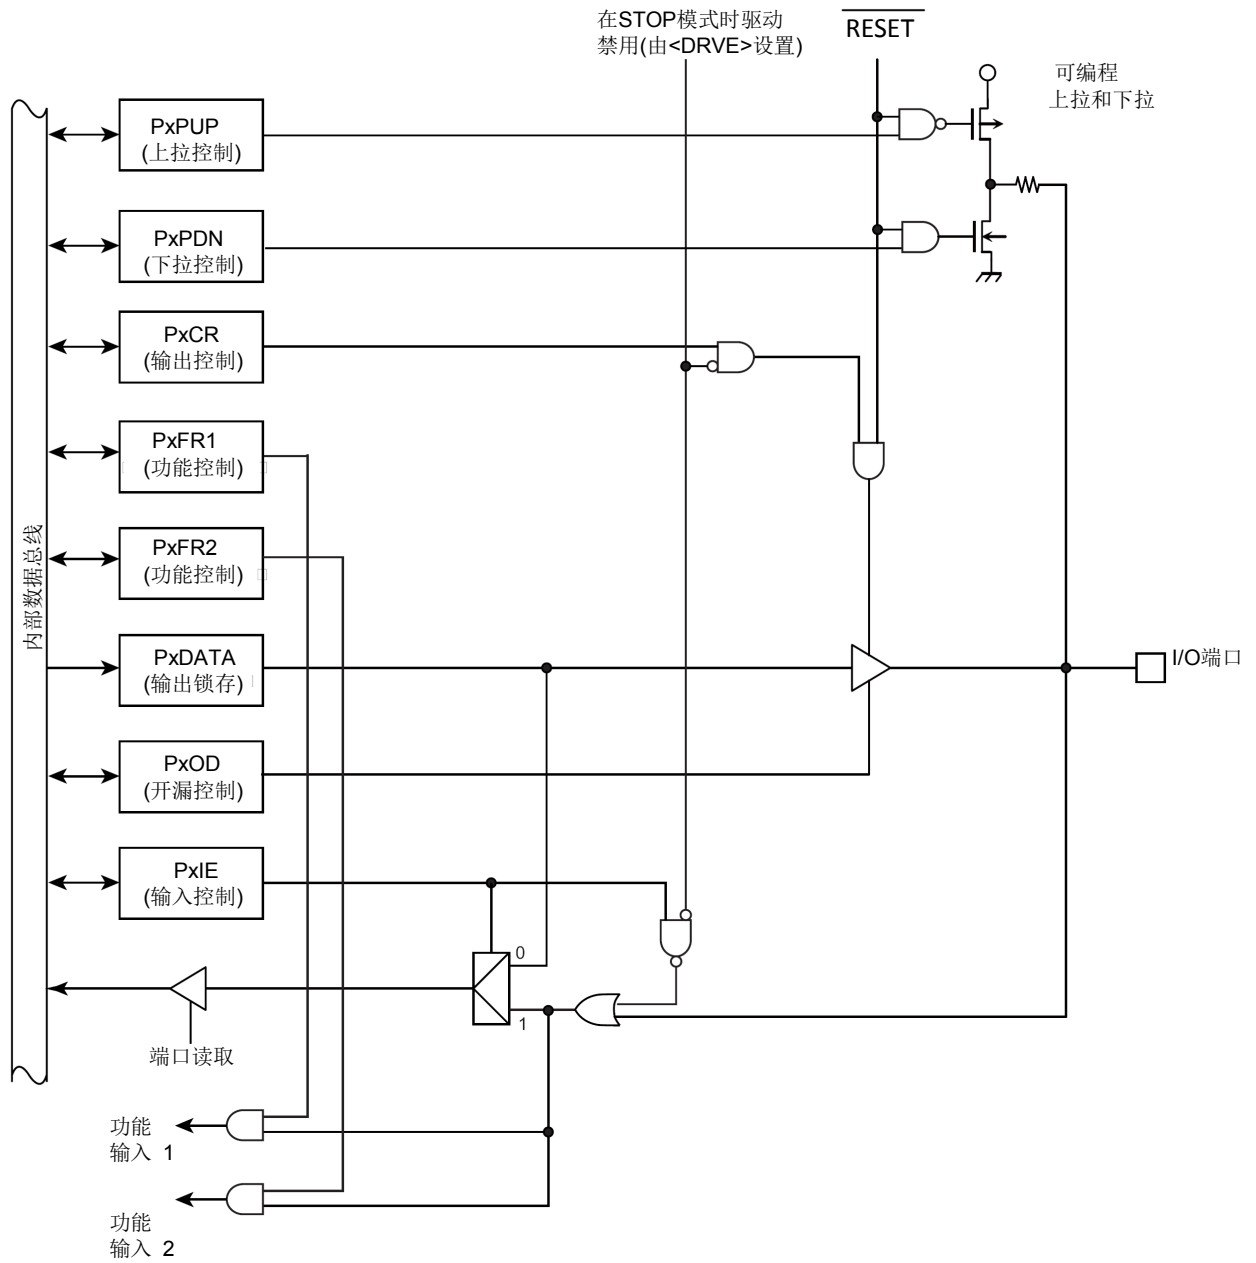 在STOP模式时驱动
禁用(由<DRVE>设置)
RESET
可编程
上拉和下拉
PxPUP
(上拉控制)
PxPDN
(下拉控制)
PxCR
(输出控制)
PxFR1
(功能控制)
PxFR2
(功能控制)
内部数据总线
PxDATA
(输出锁存)
I/O端口
PxOD
(开漏控制)
PxIE
(输入控制)
0
1
端口读取
功能
输入 1
功能
输入 2